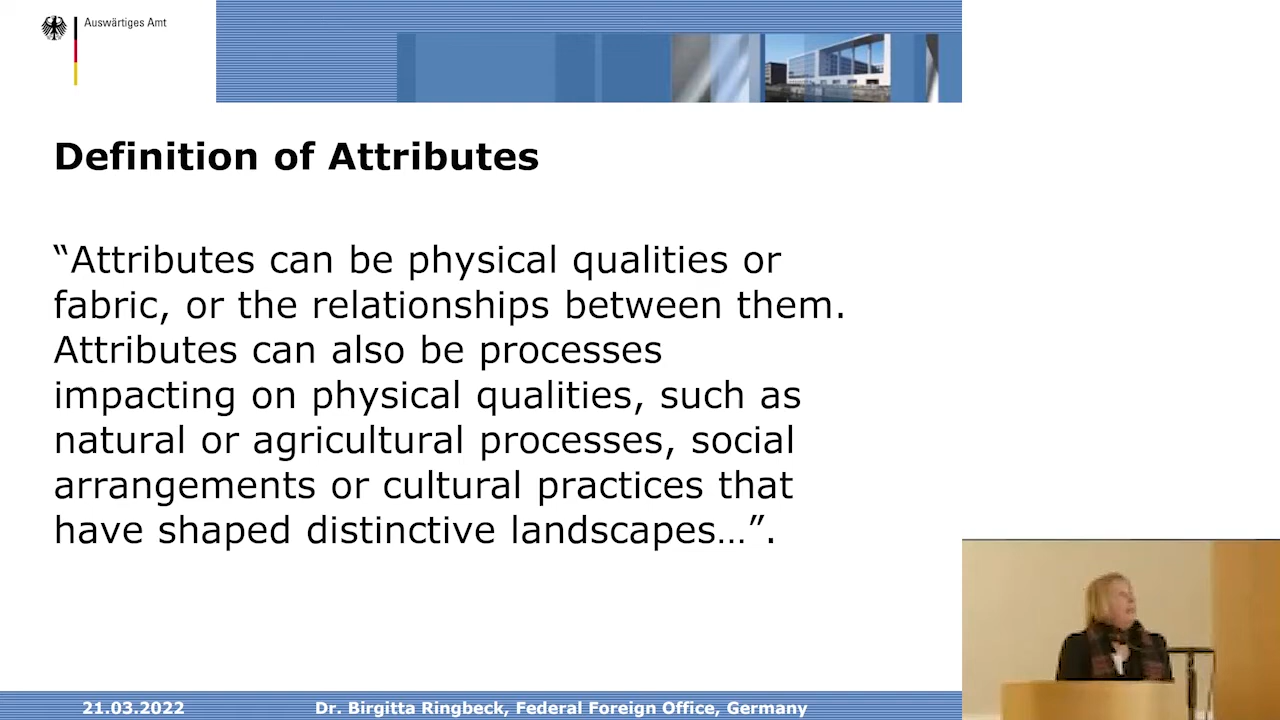 Auswärtiges Amt
Definition of Attributes
“Attributes can be physical qualities or
fabric, or the relationships between them.
Attributes can also be processes
impacting on physical qualities, such as
natural or agricultural processes, social
arrangements or cultural practices that
have shaped distinctive landscapes…”.
21.03.2022
Dr. Birgitta Ringbeck, Federal Foreign Office, Germany